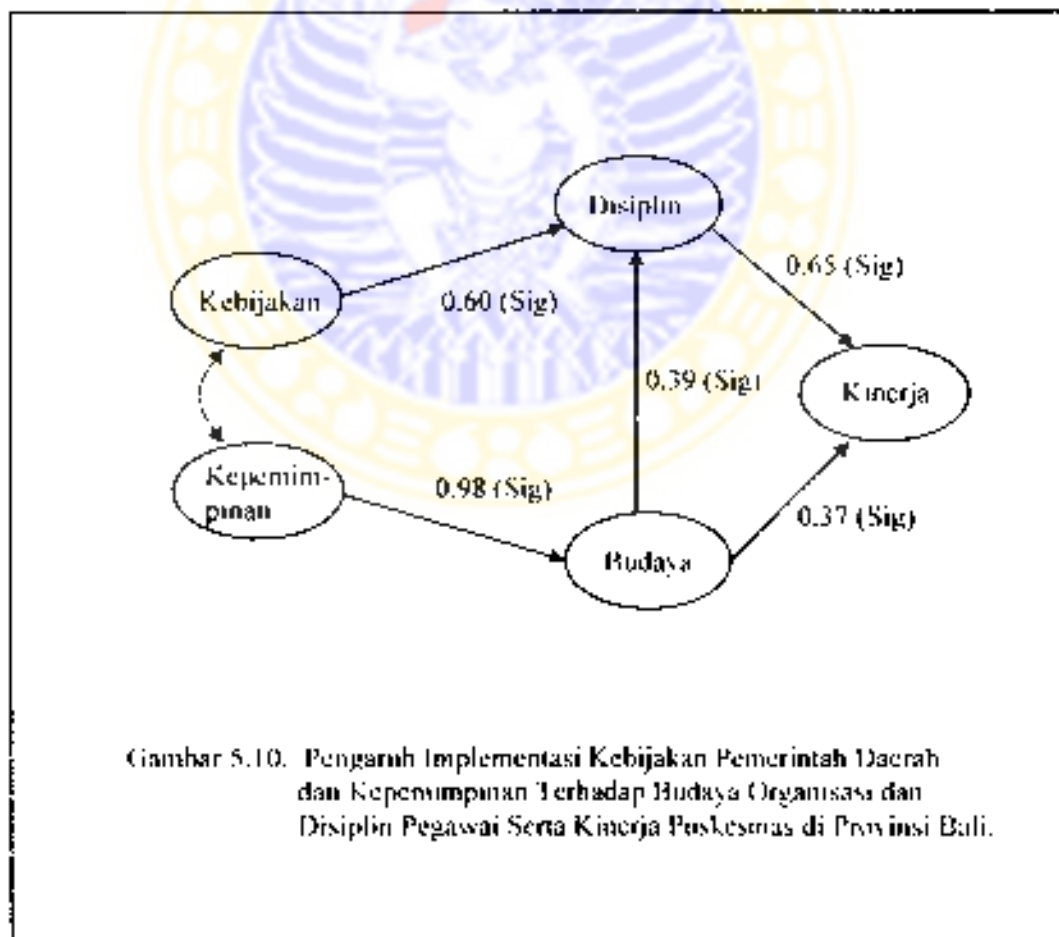 Disiplin
0.65 (Sig)
Kebijakan
0.60 (Sig)
0.39 (Sig)
Kinerja
Kepemim-
pinan
0.98 (Sig)
0.37 (Sig)
Budaya
Gambar 5.10. Pengaruh Implementasi Kebijakan Pemerintah Daerah
dan Kepemimpinan Terhadap Budaya Organisasi dan
Disiplin Pegawai Serta Kinerja Puskesmas di Provinsi Bali.